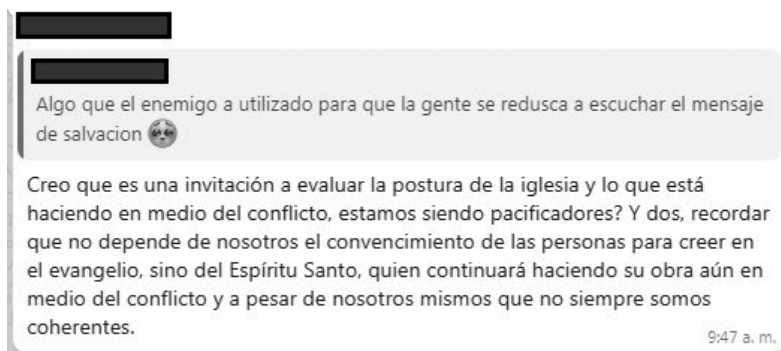 Algo que el enemigo a utilizado para que la gente se redusca a escuchar el mensaje
de salvacion 🥺
Creo que es una invitación a evaluar la postura de la iglesia y lo que está
haciendo en medio del conflicto, estamos siendo pacificadores? Y dos, recordar
que no depende de nosotros el convencimiento de las personas para creer en
el evangelio, sino del Espíritu Santo, quien continuará haciendo su obra aún en
medio del conflicto y a pesar de nosotros mismos que no siempre somos
coherentes.
9:47 a. m.